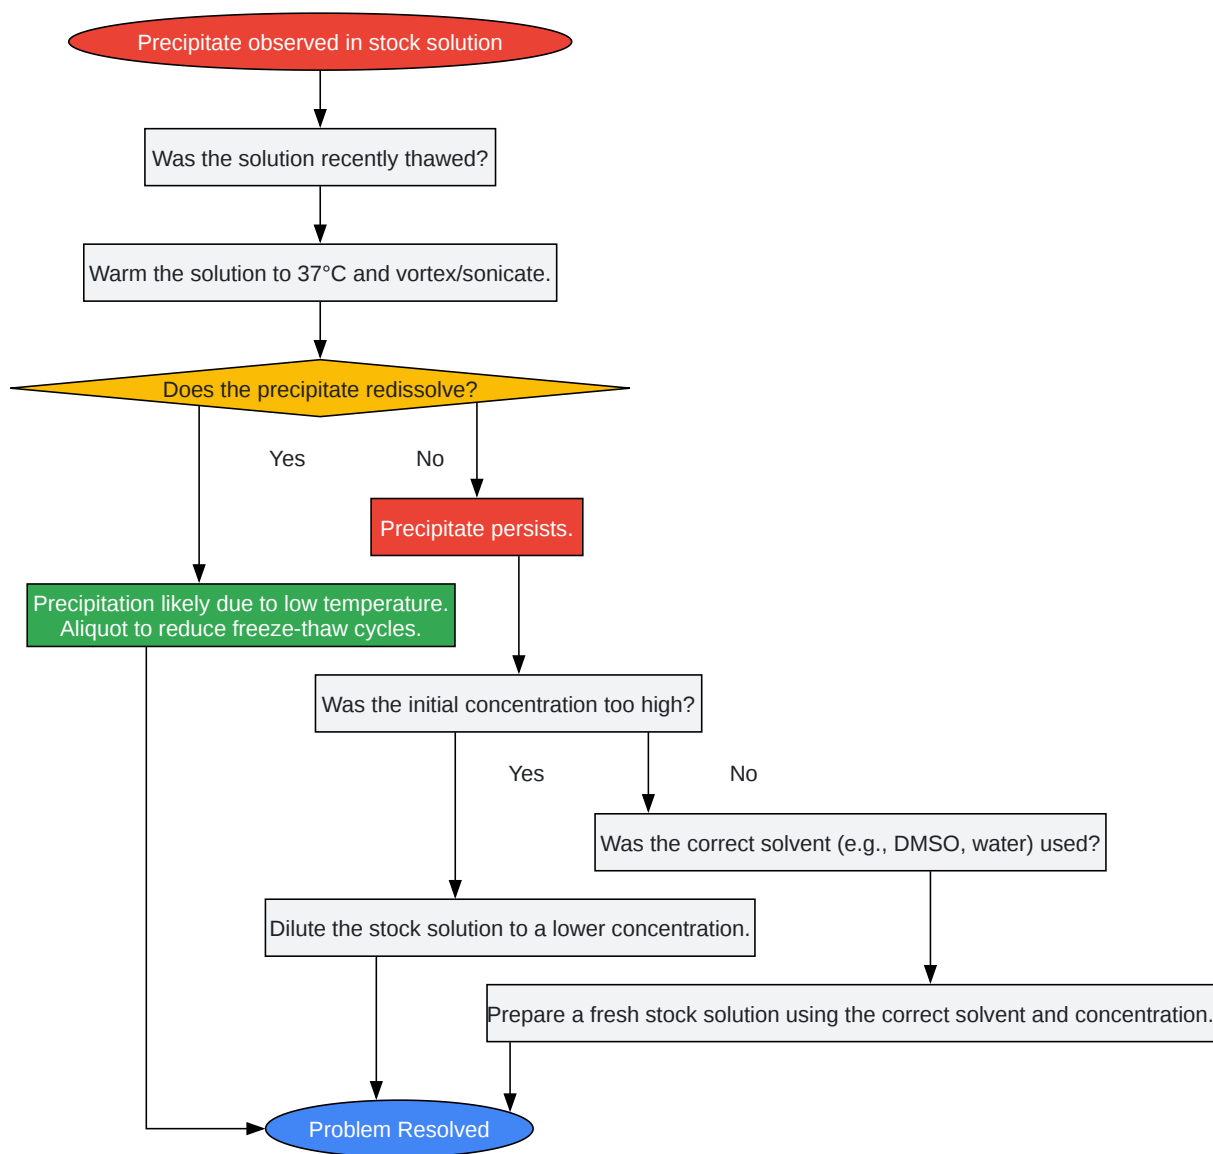 Precipitate observed in stock solution
Was the solution recently thawed?
Warm the solution to 37°C and vortex/sonicate.
Does the precipitate redissolve?
Yes
No
Precipitate persists.
Precipitation likely due to low temperature.
Aliquot to reduce freeze-thaw cycles.
Was the initial concentration too high?
Yes
No
Was the correct solvent (e.g., DMSO, water) used?
Dilute the stock solution to a lower concentration.
Prepare a fresh stock solution using the correct solvent and concentration.
Problem Resolved